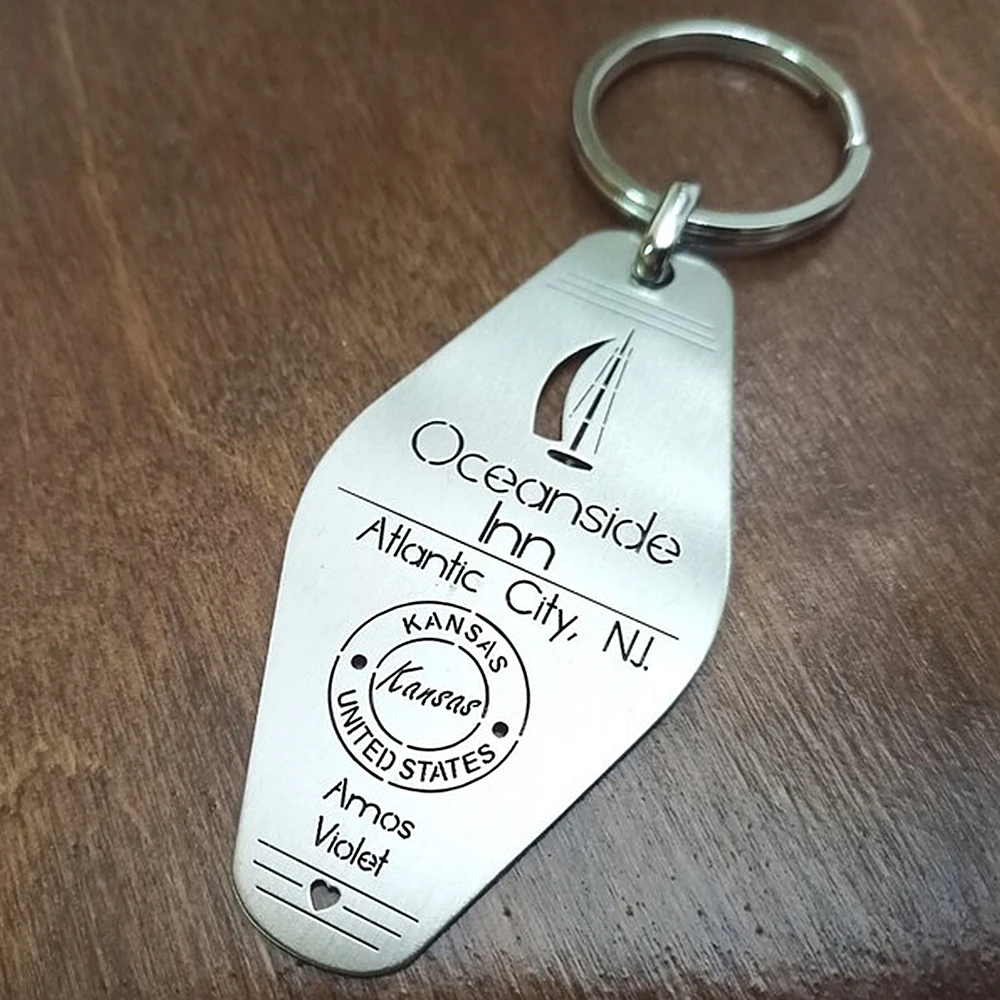 Oceanside
Inn
Atlantic City, NJ.
KANSAS
Kansas
UNITED STATES
Amos
Violet